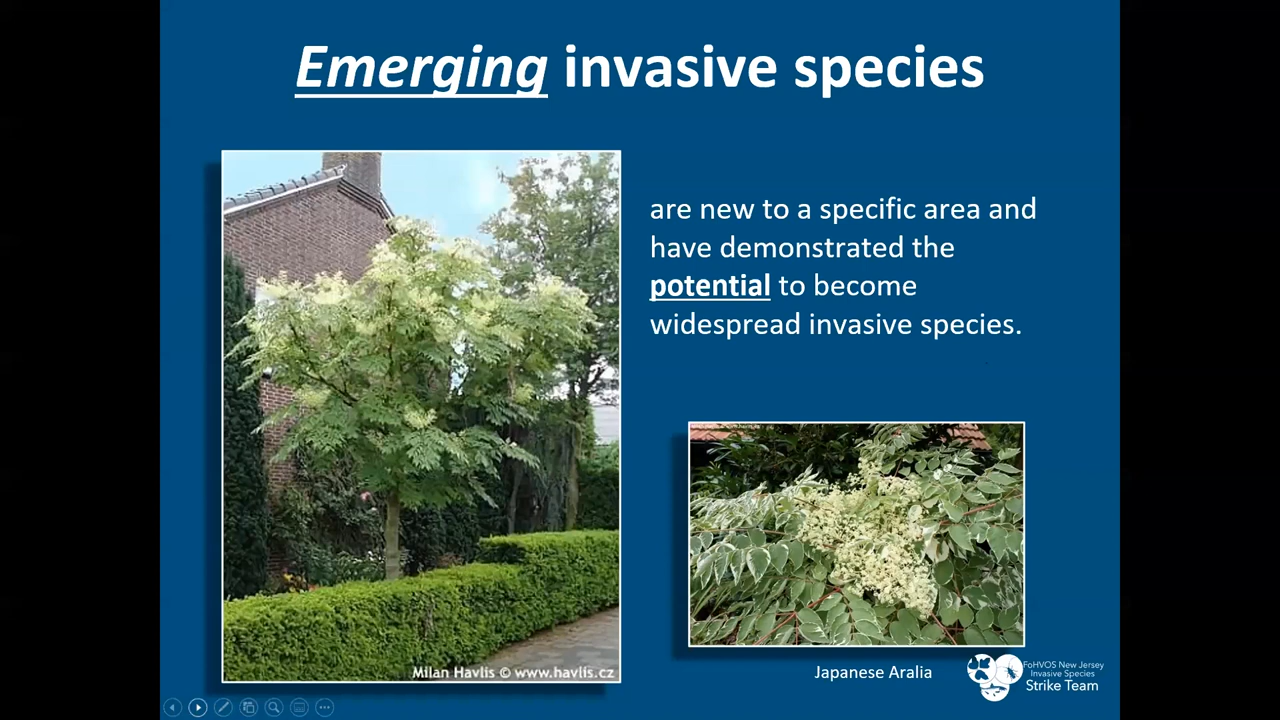 Emerging invasive species
are new to a specific area and
have demonstrated the
potential to become
widespread invasive species.
Milan Havlis © www.havlis.cz
Japanese Aralia
FoHVOS New Jersey
Invasive Species
Strike Team